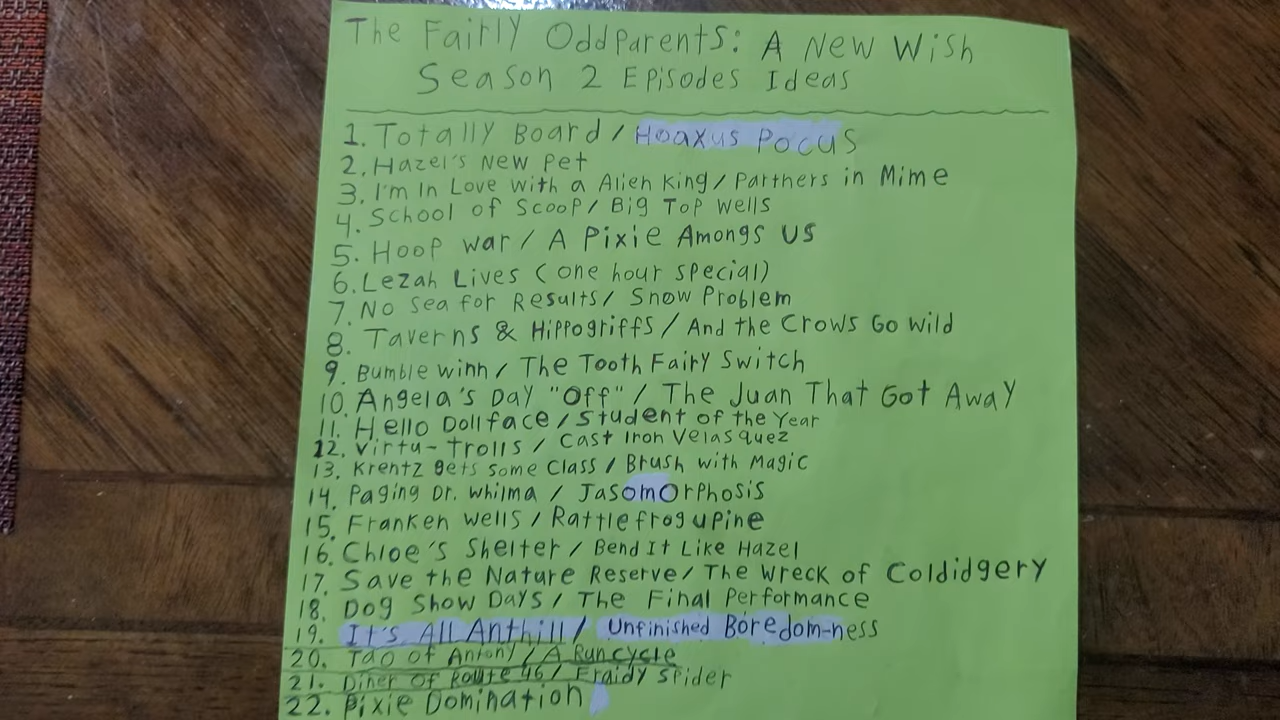 The Fairly OddParents: A New Wish
Season 2 Episodes Ideas
1. Totally Board / Hoaxus Pocus
2. Hazel's New Pet
3. I'm In Love with a Alien King / Partners in Mime
4. School of Scoop / Big Top Wells
5. Hoop War / A Pixie Amongs Us
6. Lezah Lives (one hour special)
7. No Sea for Results / Snow Problem
8. Taverns & Hippogriffs / And the Crows Go Wild
9. Bumble winn / The Tooth Fairy Switch
10. Angela's Day "Off" / The Juan That Got Away
11. Hello Dollface / Student of the Year
12. Virtu-Trolls / Cast Iron Velasquez
13. Krentz Gets Some Class / Brush with Magic
14. Paging Dr. Whilma / Jasomorphosis
15. Franken Wells / Rattlefrogupine
16. Chloe's Shelter / Bend It Like Hazel
17. Save the Nature Reserve / The Wreck of Coldidgery
18. Dog Show Days / The Final Performance
19. It's All Anthill / Unfinished Boredom-ness
20. Tao of Antony / A Runcycle
21. Diner Of Route 96 / Fraidy Spider
22. Pixie Domination